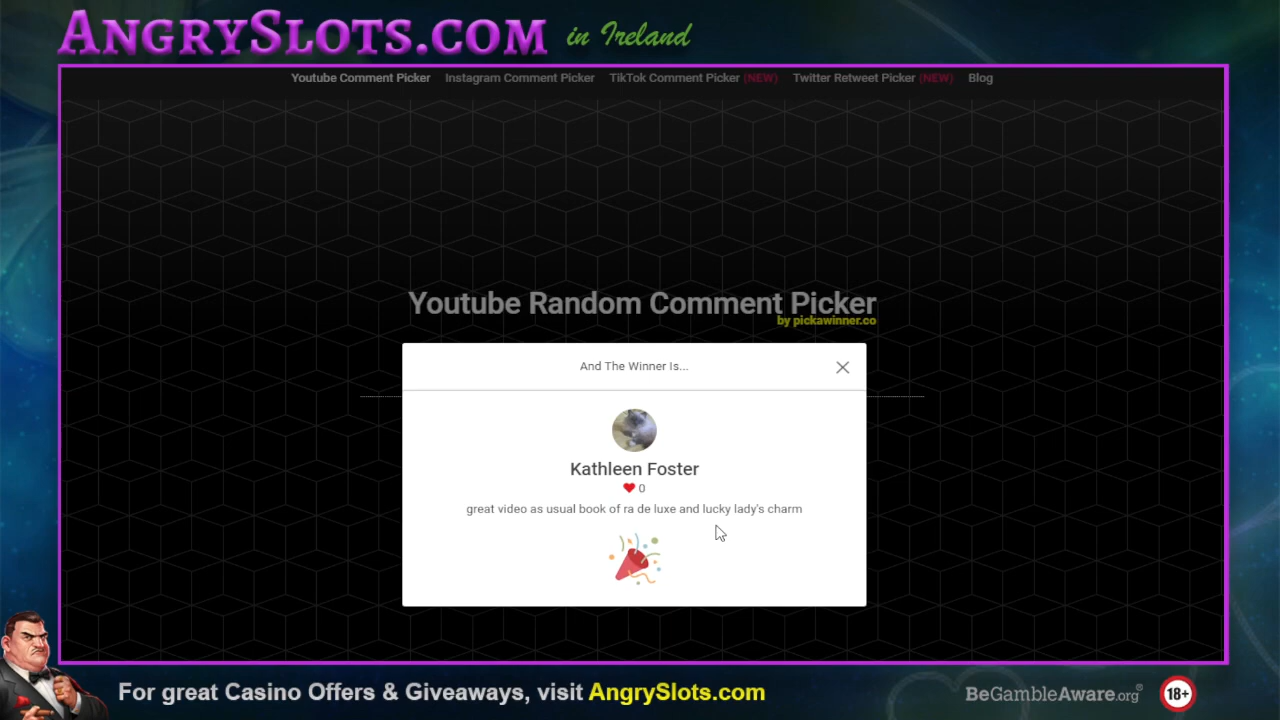 AngrySlots.com in Ireland
Youtube Comment Picker Instagram Comment Picker TikTok Comment Picker (NEW) Twitter Retweet Picker (NEW) Blog
Youtube Random Comment Picker
by pickawinner.co
And The Winner Is...
Kathleen Foster
0
great video as usual book of ra de luxe and lucky lady's charm
For great Casino Offers & Giveaways, visit AngrySlots.com
BeGambleAware.org®
18+